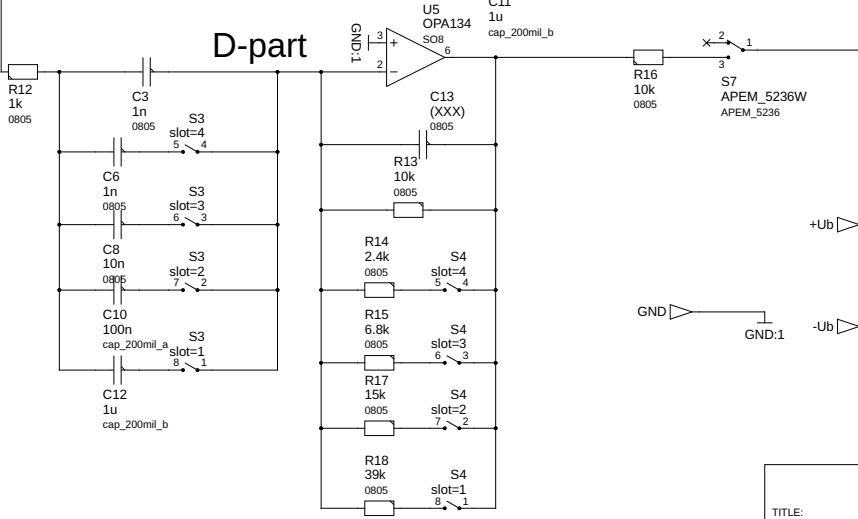 C11
1u
cap_200mil_b
U5
OPA134
SO8
GND:1
3
2
6
D-part
R12
1k
0805
C3
1n
0805
C13
(XXX)
0805
R16
10k
0805
2
1
3
S7
APEM_5236W
APEM_5236
S3
slot=4
5 4
C6
1n
0805
R13
10k
0805
S3
slot=3
6 3
C8
10n
0805
S3
slot=2
7 2
C10
100n
cap_200mil_a
S3
slot=1
8 1
C12
1u
cap_200mil_b
R14
2.4k
0805
S4
slot=4
5 4
R15
6.8k
0805
S4
slot=3
6 3
R17
15k
0805
S4
slot=2
7 2
R18
39k
0805
S4
slot=1
8 1
+Ub
GND
GND:1
-Ub
TITLE: